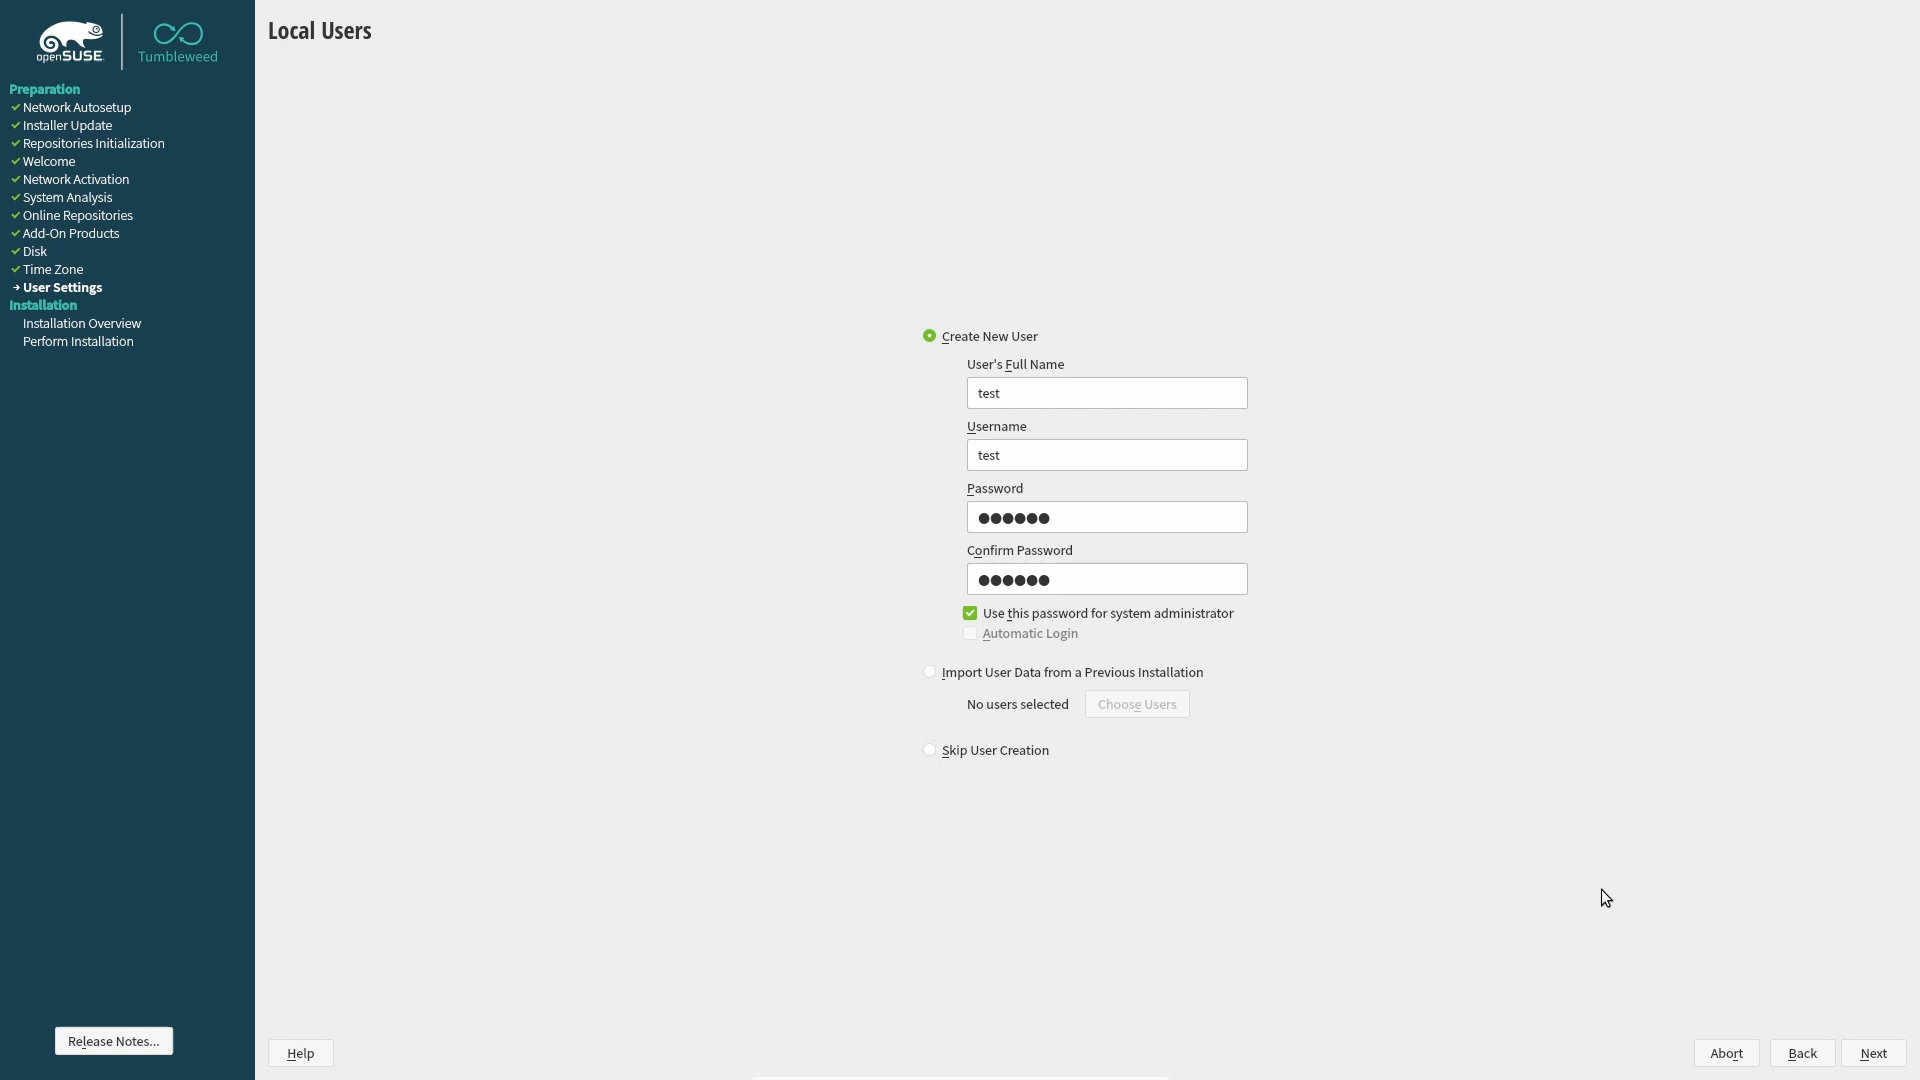 openSUSE
Tumbleweed
Preparation
Network Autosetup
Installer Update
Repositories Initialization
Welcome
Network Activation
System Analysis
Online Repositories
Add-On Products
Disk
Time Zone
User Settings
Installation
Installation Overview
Perform Installation
Release Notes...
Local Users
Create New User
User's Full Name
test
Username
test
Password
●●●●●●
Confirm Password
●●●●●●
Use this password for system administrator
Automatic Login
Import User Data from a Previous Installation
No users selected Choose Users
Skip User Creation
Help Abort Back Next